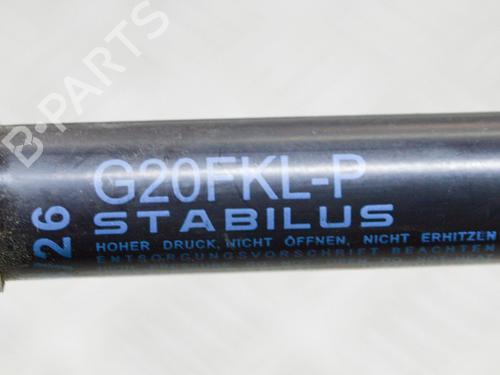 B-PARTS
/26
G20FKL-P
STABILUS
HOHER DRUCK, NICHT ÖFFNEN, NICHT ERHITZEN
ENTSORGUNGSVORSCHRIFT BEACHTEN